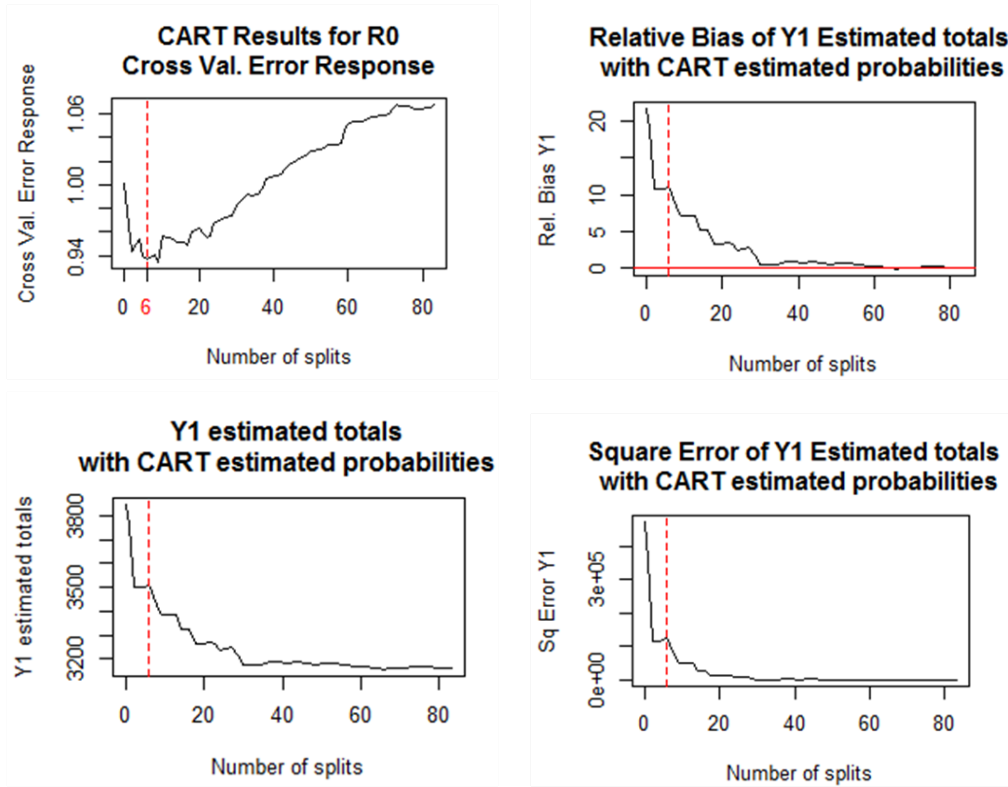 CART Results for R0
Cross Val. Error Response
Cross Val. Error Response
1.06
1.00
0.94
0 6 20 40 60 80
Number of splits
Relative Bias of Y1 Estimated totals
with CART estimated probabilities
Rel. Bias Y1
20
10
5
0
0 20 40 60 80
Number of splits
Y1 estimated totals
with CART estimated probabilities
Y1 estimated totals
3800
3500
3200
0 20 40 60 80
Number of splits
Square Error of Y1 Estimated totals
with CART estimated probabilities
Sq Error Y1
3e+05
0e+00
0 20 40 60 80
Number of splits